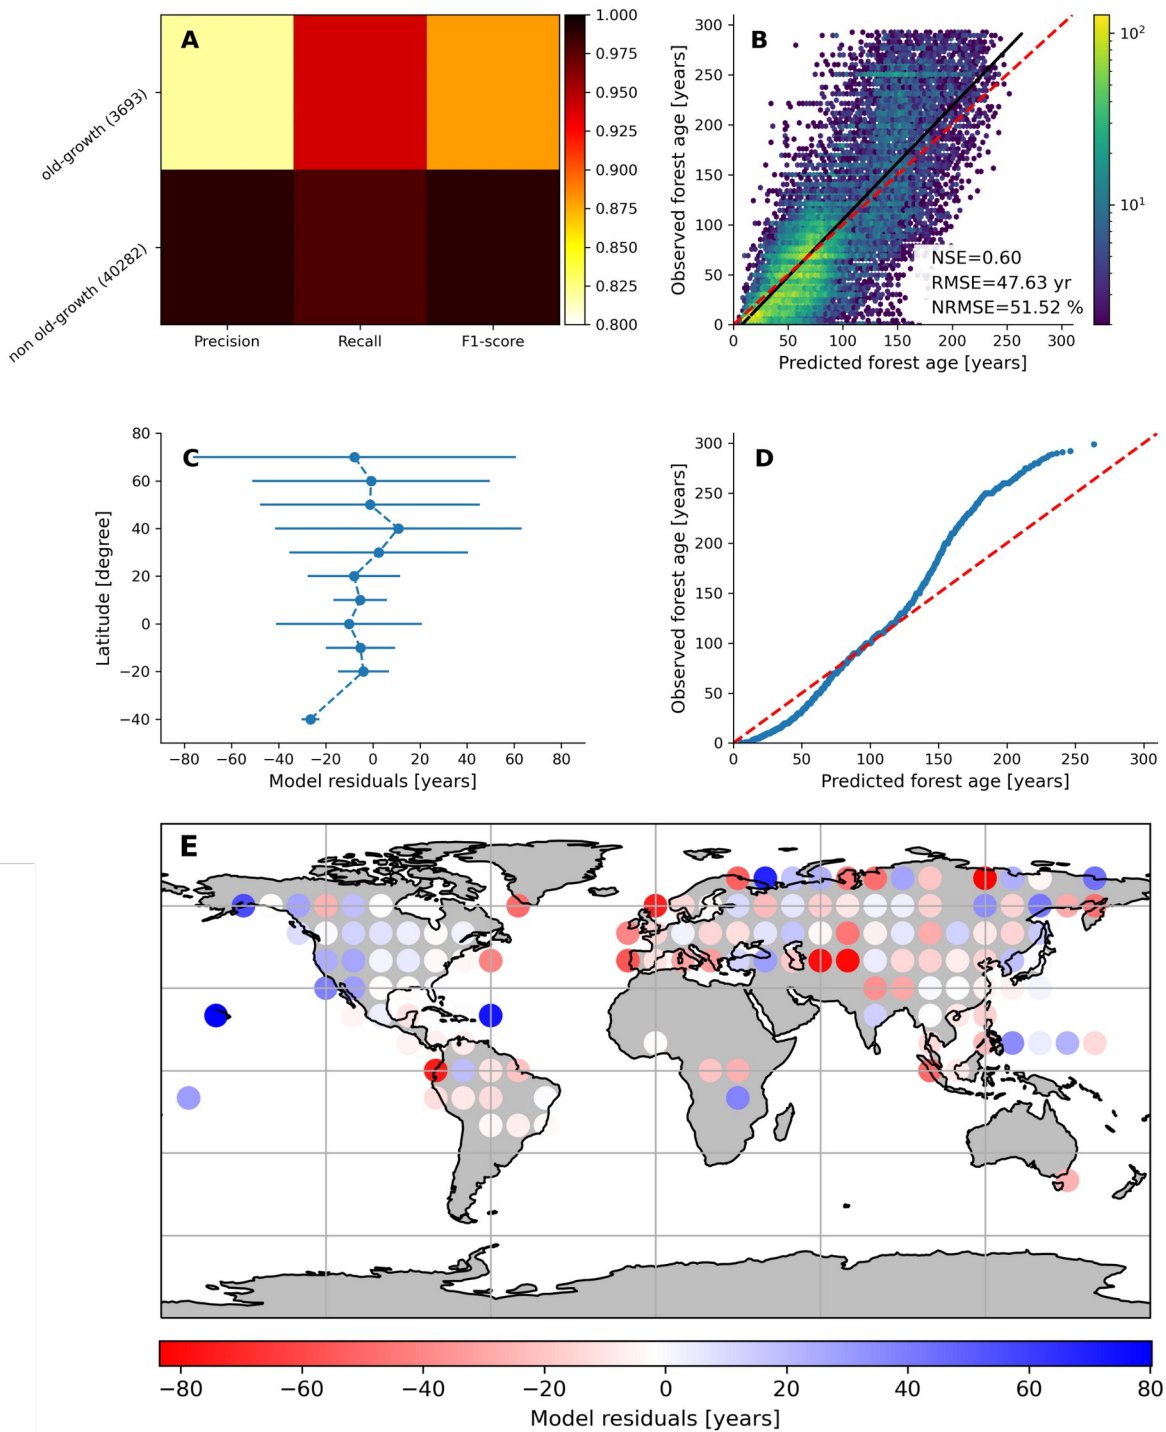 A
old-growth (3693)
non old-growth (40282)
Precision Recall F1-score
1.000
0.975
0.950
0.925
0.900
0.875
0.850
0.825
0.800
B
Observed forest age [years]
300
250
200
150
100
50
0
NSE=0.60
RMSE=47.63 yr
NRMSE=51.52 %
0 50 100 150 200 250 300
Predicted forest age [years]
10²
10¹
C
Latitude [degree]
80
60
40
20
0
−20
−40
−80 −60 −40 −20 0 20 40 60 80
Model residuals [years]
D
Observed forest age [years]
300
250
200
150
100
50
0
0 50 100 150 200 250 300
Predicted forest age [years]
E
−80 −60 −40 −20 0 20 40 60 80
Model residuals [years]